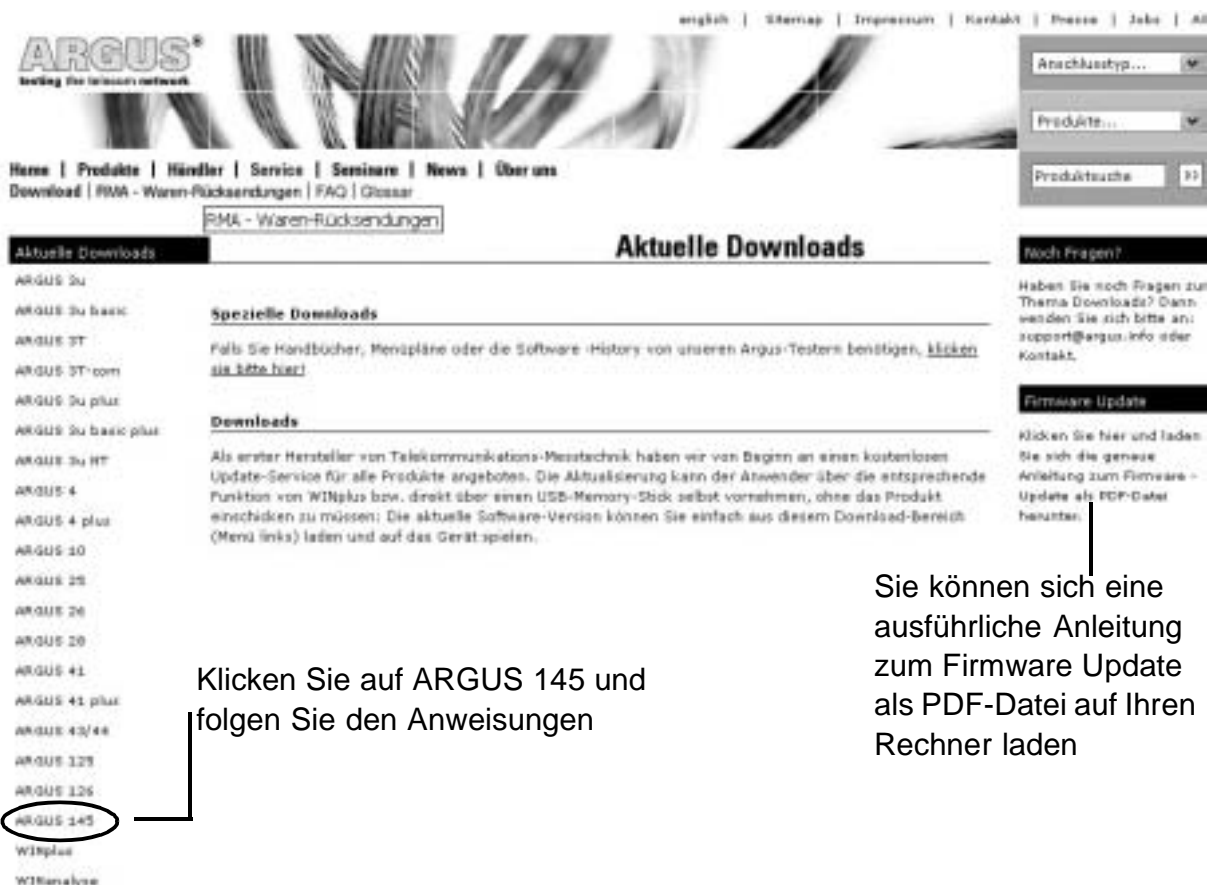 english | Sitemap | Impressum | Kontakt | Presse | Jobs |
ARGUS®
testing the telecom network
Anschlusstyp...
Produkte...
Produktsuche
Home | Produkte | Händler | Service | Seminare | News | Über uns
Download | RMA - Waren-Rücksendungen | FAQ | Glossar
RMA - Waren-Rücksendungen
Aktuelle Downloads
ARGUS 3u
ARGUS 3u basic
ARGUS 3T
ARGUS 3T-com
ARGUS 3u plus
ARGUS 3u basic plus
ARGUS 3u NT
ARGUS 4
ARGUS 4 plus
ARGUS 10
ARGUS 25
ARGUS 26
ARGUS 28
ARGUS 41
ARGUS 41 plus
ARGUS 43/44
ARGUS 125
ARGUS 126
ARGUS 145
WINplus
WINanalyse
Aktuelle Downloads
Spezielle Downloads
Falls Sie Handbücher, Menüpläne oder die Software -History von unseren Argus-Testern benötigen, klicken
sie bitte hier!
Downloads
Als erster Hersteller von Telekommunikations-Messtechnik haben wir von Beginn an einen kostenlosen
Update-Service für alle Produkte angeboten. Die Aktualisierung kann der Anwender über die entsprechende
Funktion von WINplus bzw. direkt über einen USB-Memory-Stick selbst vornehmen, ohne das Produkt
einschicken zu müssen: Die aktuelle Software-Version können Sie einfach aus diesem Download-Bereich
(Menü links) laden und auf das Gerät spielen.
Noch Fragen?
Haben Sie noch Fragen zum
Thema Downloads? Dann
wenden Sie sich bitte an:
support@argus.info oder
Kontakt.
Firmware Update
Klicken Sie hier und laden
Sie sich die genaue
Anleitung zum Firmware -
Update als PDF-Datei
herunter.
Klicken Sie auf ARGUS 145 und
folgen Sie den Anweisungen
Sie können sich eine
ausführliche Anleitung
zum Firmware Update
als PDF-Datei auf Ihren
Rechner laden